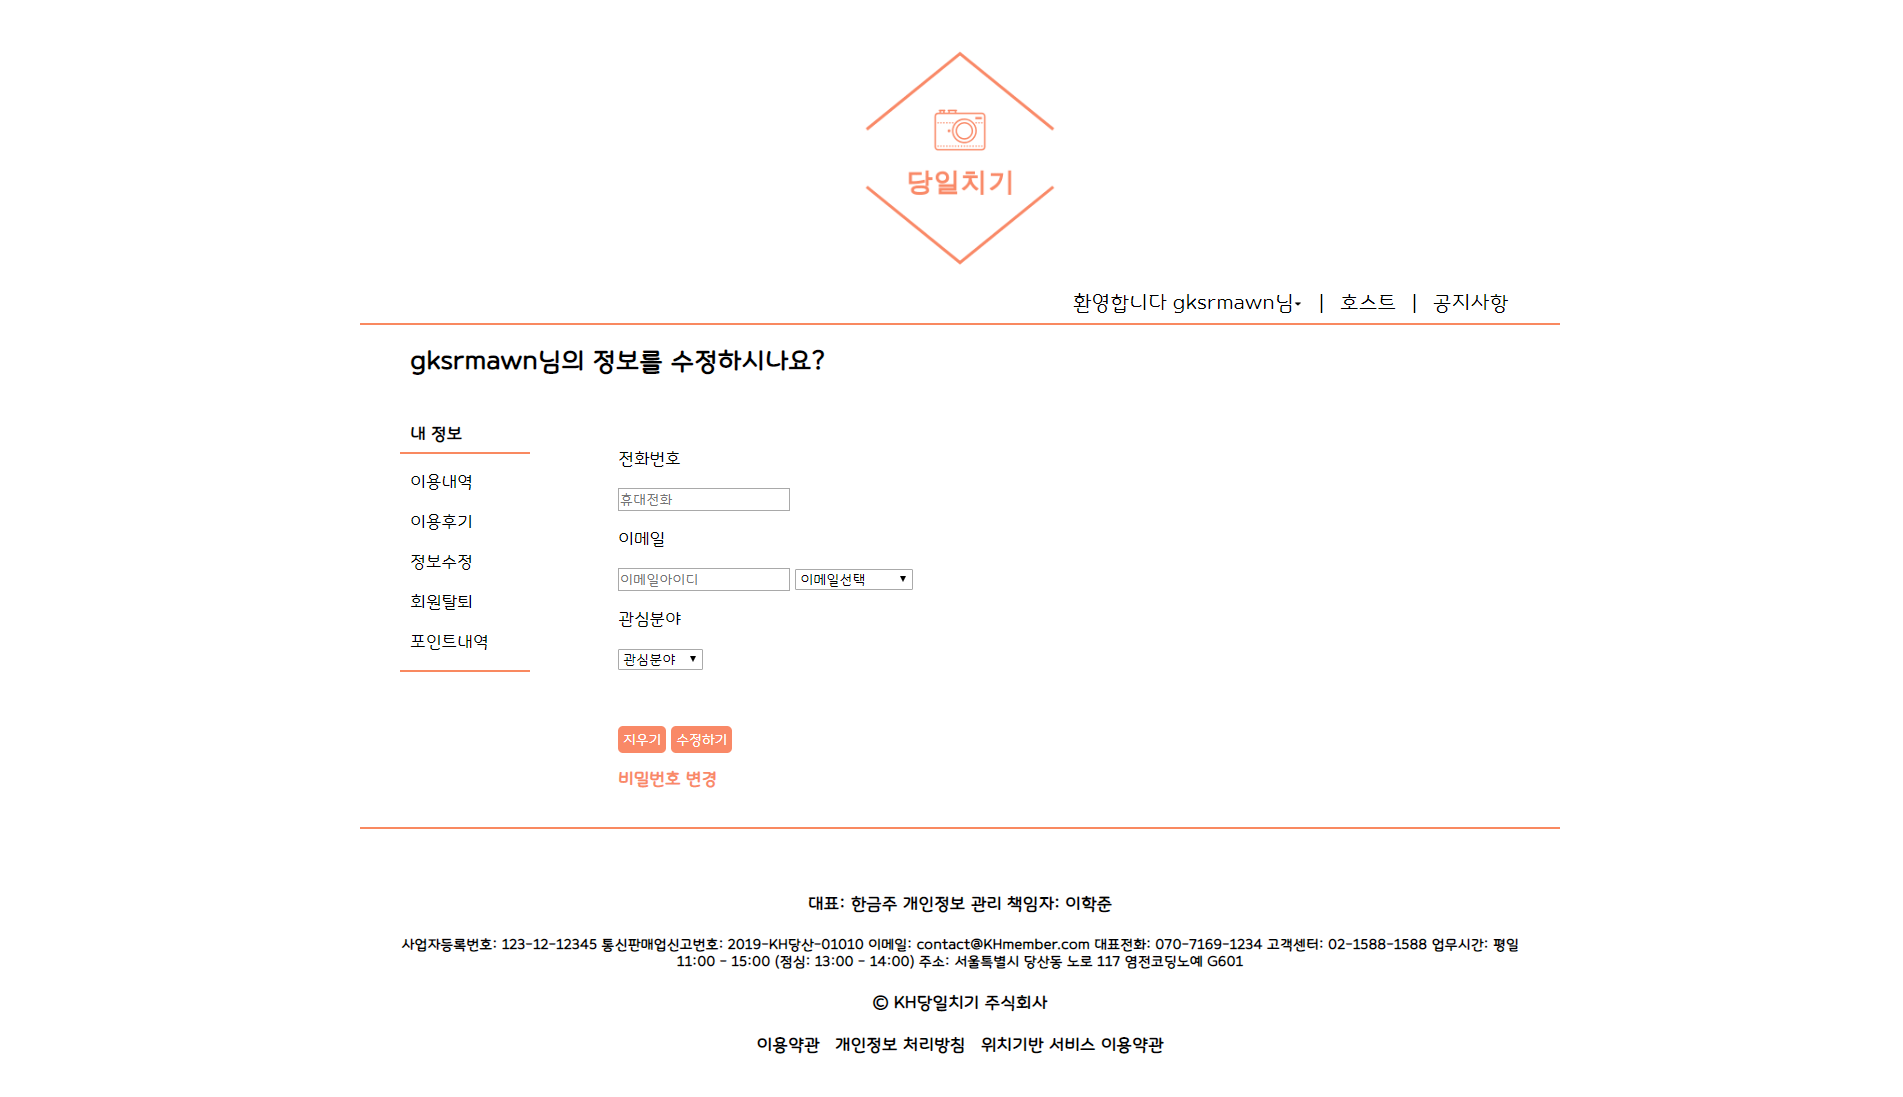 당일치기
환영합니다 gksrmawn님 | 호스트 | 공지사항
gksrmawn님의 정보를 수정하시나요?
내 정보
이용내역
이용후기
정보수정
회원탈퇴
포인트내역
전화번호
휴대전화
이메일
이메일아이디 이메일선택
관심분야
관심분야
지우기 수정하기
비밀번호 변경
대표: 한금주 개인정보 관리 책임자: 이학준
사업자등록번호: 123-12-12345 통신판매업신고번호: 2019-KH당산-01010 이메일: contact@KHmember.com 대표전화: 070-7169-1234 고객센터: 02-1588-1588 업무시간: 평일
11:00 - 15:00 (점심: 13:00 - 14:00) 주소: 서울특별시 당산동 노로 117 염전코딩노예 G601
© KH당일치기 주식회사
이용약관 개인정보 처리방침 위치기반 서비스 이용약관